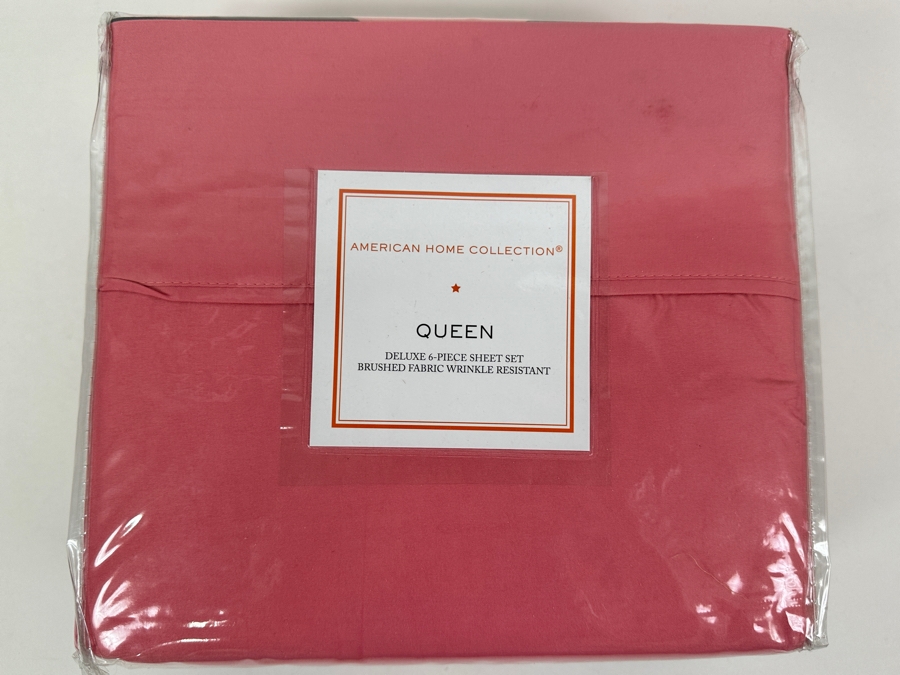 AMERICAN HOME COLLECTION®
QUEEN
DELUXE 6-PIECE SHEET SET
BRUSHED FABRIC WRINKLE RESISTANT